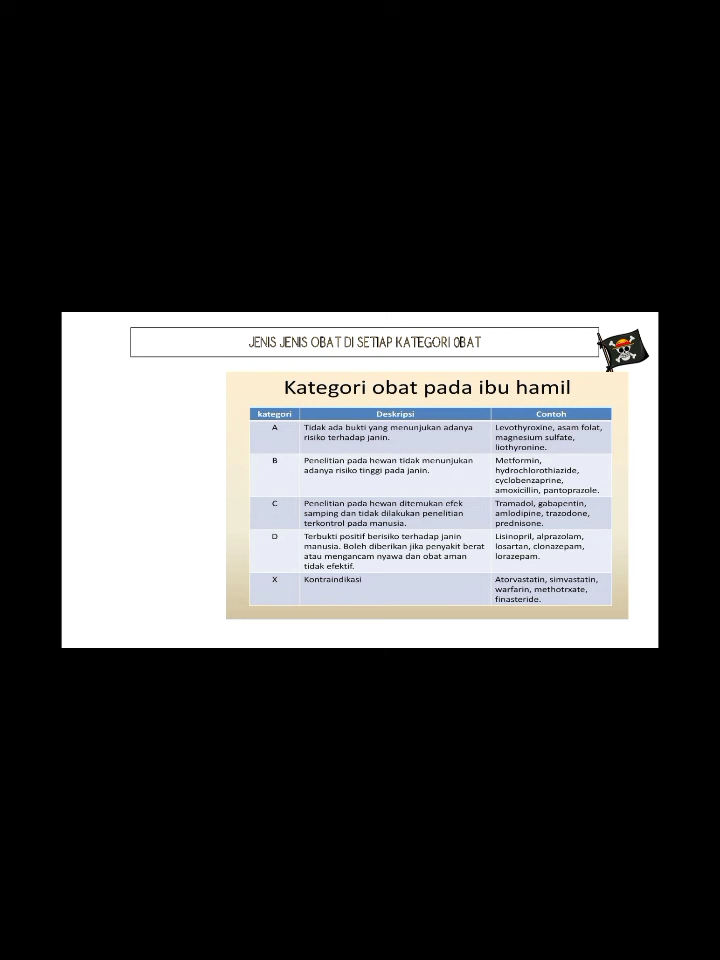 JENIS JENIS OBAT DI SETIAP KATEGORI OBAT
Kategori obat pada ibu hamil
kategori Deskripsi Contoh
A Tidak ada bukti yang menunjukan adanya Levothyroxine, asam folat,
risiko terhadap janin. magnesium sulfate,
liothyronine.
B Penelitian pada hewan tidak menunjukan Metformin,
adanya risiko tinggi pada janin. hydrochlorothiazide,
cyclobenzaprine,
amoxicillin, pantoprazole.
C Penelitian pada hewan ditemukan efek Tramadol, gabapentin,
samping dan tidak dilakukan penelitian amlodipine, trazodone,
terkontrol pada manusia. prednisone.
D Terbukti positif berisiko terhadap janin Lisinopril, alprazolam,
manusia. Boleh diberikan jika penyakit berat losartan, clonazepam,
atau mengancam nyawa dan obat aman lorazepam.
tidak efektif.
X Kontraindikasi Atorvastatin, simvastatin,
warfarin, methotrxate,
finasteride.